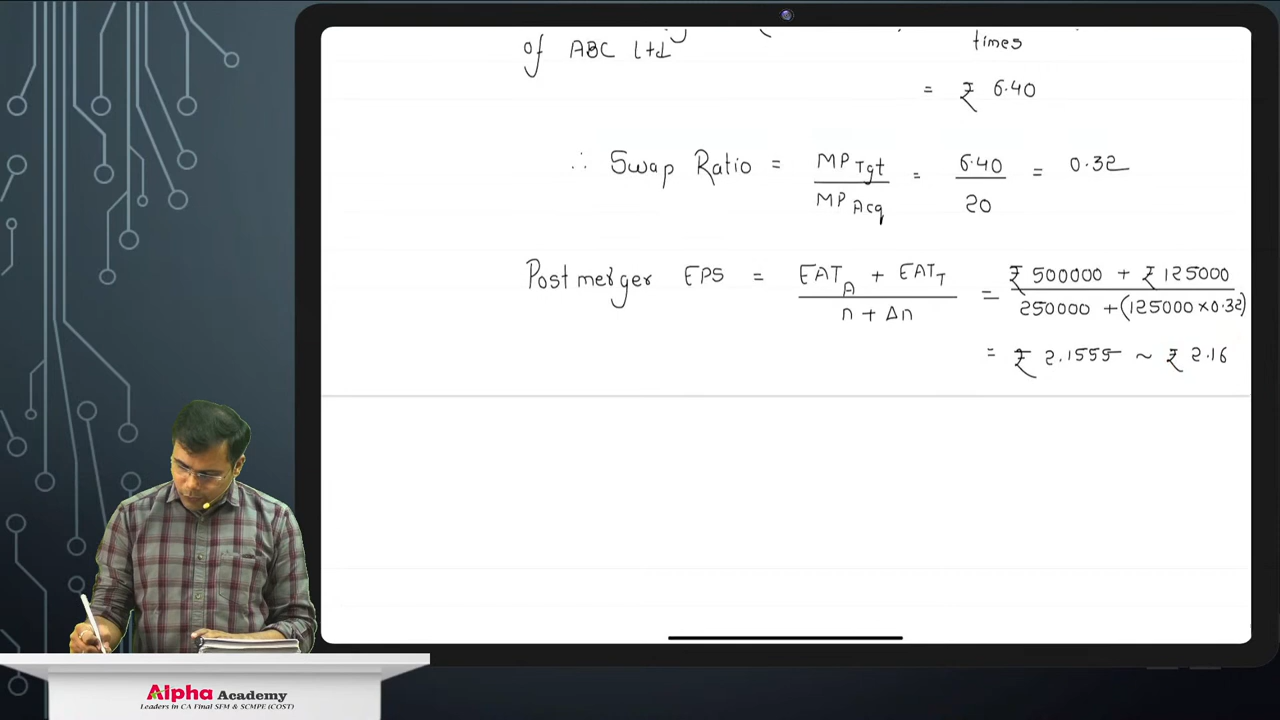 of ABC Ltd
times
= ₹ 6.40
∴ Swap Ratio = MP Tgt / MP Acq = 6.40 / 20 = 0.32
Postmerger EPS = EAT A + EAT T / n + Δn = ₹ 500000 + ₹ 125000 / 250000 + (125000 × 0.32)
= ₹ 2.1555 ~ ₹ 2.16
Alpha Academy
Leaders in CA Final SFM & SCMPE (COST)